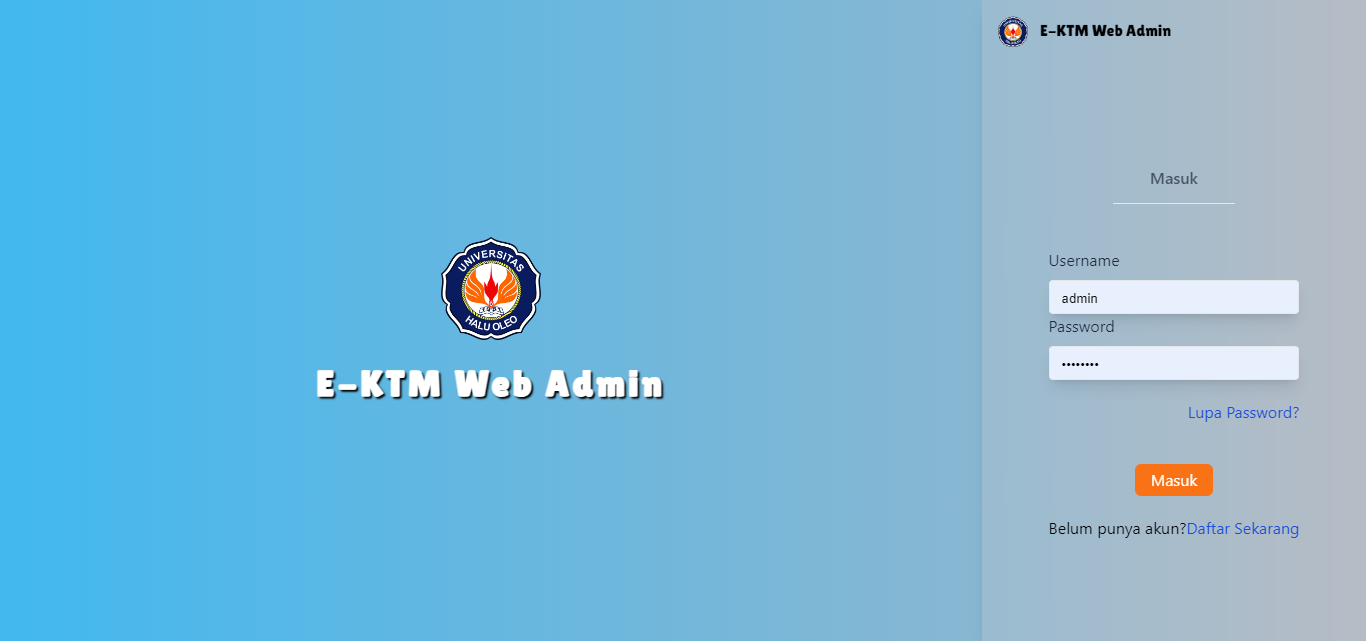 UNIVERSITAS
HALU OLEO
E-KTM Web Admin
E-KTM Web Admin
Masuk
Username
admin
Password
••••••••
Lupa Password?
Masuk
Belum punya akun?Daftar Sekarang